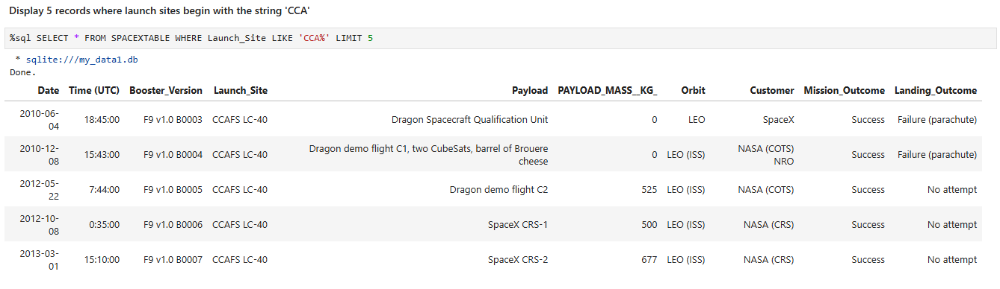 Display 5 records where launch sites begin with the string 'CCA'
%sql SELECT * FROM SPACEXTABLE WHERE Launch_Site LIKE 'CCA%' LIMIT 5
* sqlite:///my_data1.db
Done.
Date Time (UTC) Booster_Version Launch_Site Payload PAYLOAD_MASS__KG_ Orbit Customer Mission_Outcome Landing_Outcome
2010-06-04 18:45:00 F9 v1.0 B0003 CCAFS LC-40 Dragon Spacecraft Qualification Unit 0 LEO SpaceX Success Failure (parachute)
2010-12-08 15:43:00 F9 v1.0 B0004 CCAFS LC-40 Dragon demo flight C1, two CubeSats, barrel of Brouere cheese 0 LEO (ISS) NASA (COTS) NRO Success Failure (parachute)
2012-05-22 7:44:00 F9 v1.0 B0005 CCAFS LC-40 Dragon demo flight C2 525 LEO (ISS) NASA (COTS) Success No attempt
2012-10-08 0:35:00 F9 v1.0 B0006 CCAFS LC-40 SpaceX CRS-1 500 LEO (ISS) NASA (CRS) Success No attempt
2013-03-01 15:10:00 F9 v1.0 B0007 CCAFS LC-40 SpaceX CRS-2 677 LEO (ISS) NASA (CRS) Success No attempt